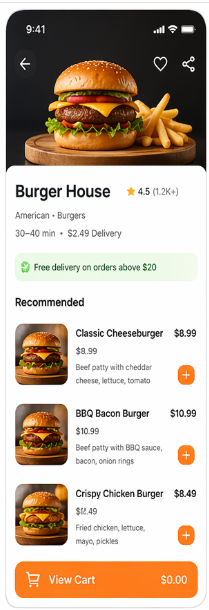 9:41
Burger House ★ 4.5 (1.2K+)
American • Burgers
30–40 min • $2.49 Delivery
Free delivery on orders above $20
Recommended
Classic Cheeseburger $8.99
$8.99
Beef patty with cheddar
cheese, lettuce, tomato
BBQ Bacon Burger $10.99
$10.99
Beef patty with BBQ sauce,
bacon, onion rings
Crispy Chicken Burger $8.49
Fried chicken, lettuce,
mayo, pickles
View Cart $0.00